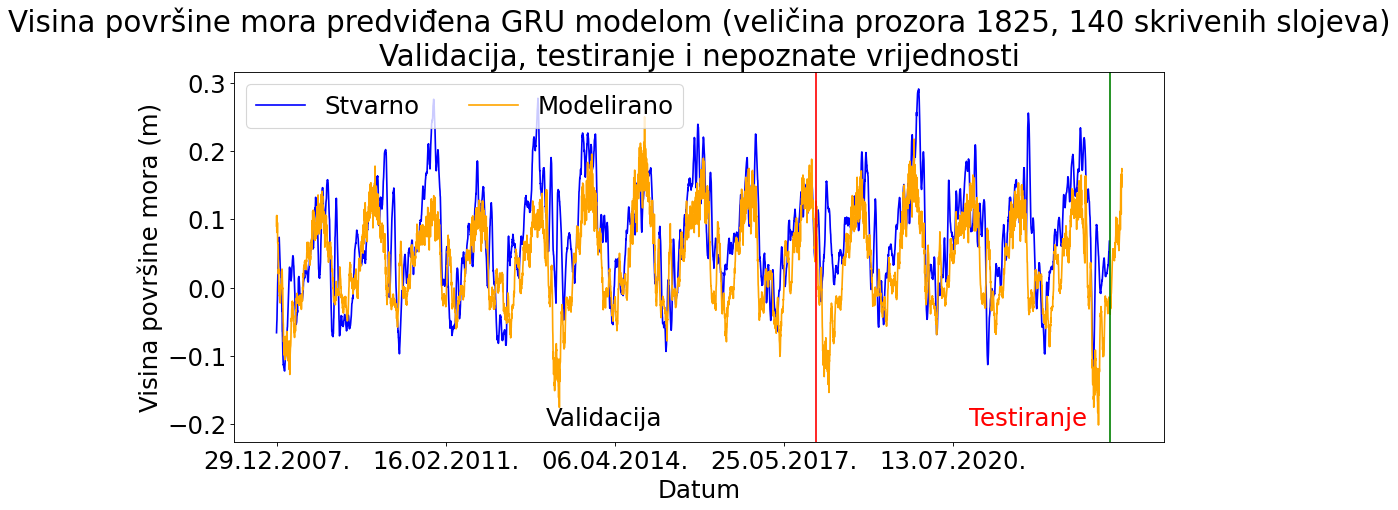 Visina površine mora predviđena GRU modelom (veličina prozora 1825, 140 skrivenih slojeva)
Validacija, testiranje i nepoznate vrijednosti
Stvarno
Modelirano
Visina površine mora (m)
0.3
0.2
0.1
0.0
−0.1
−0.2
Validacija
Testiranje
29.12.2007.
16.02.2011.
06.04.2014.
25.05.2017.
13.07.2020.
Datum